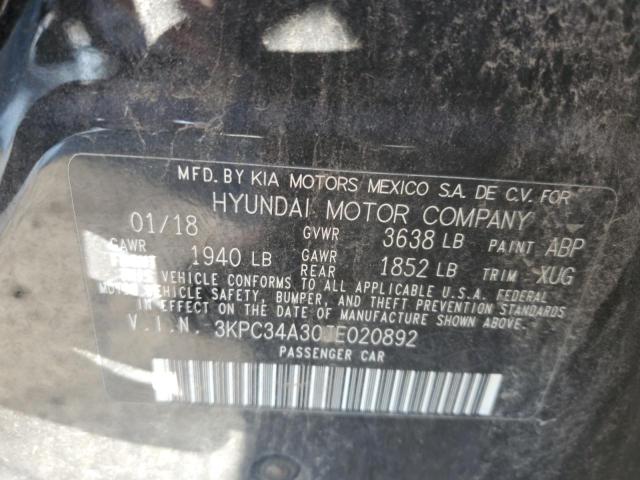 MFD. BY KIA MOTORS MEXICO S.A. DE C.V. FOR
HYUNDAI MOTOR COMPANY
01/18 GVWR 3638 LB PAINT ABP
GAWR 1940 LB GAWR REAR 1852 LB TRIM XUG
VEHICLE CONFORMS TO ALL APPLICABLE U.S.A. FEDERAL
MOTOR VEHICLE SAFETY, BUMPER, AND THEFT PREVENTION STANDARDS
IN EFFECT ON THE DATE OF MANUFACTURE SHOWN ABOVE.
V.I.N. 3KPC34A30JE020892
PASSENGER CAR